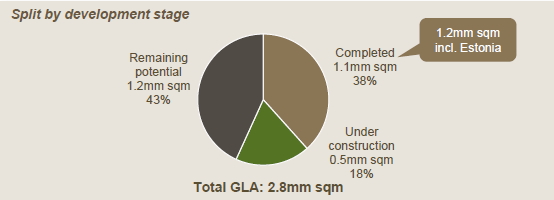 Split by development stage
1.2mm sqm
incl. Estonia
Completed
1.1mm sqm
38%
Remaining
potential
1.2mm sqm
43%
Under
construction
0.5mm sqm
18%
Total GLA: 2.8mm sqm